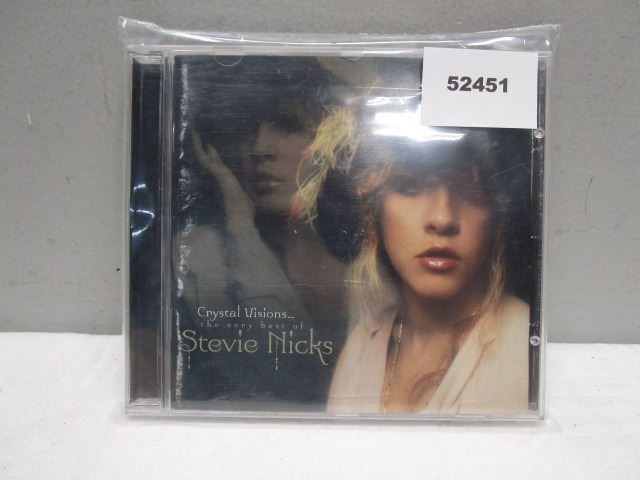 52451
Crystal Visions...
the very best of
Stevie Nicks